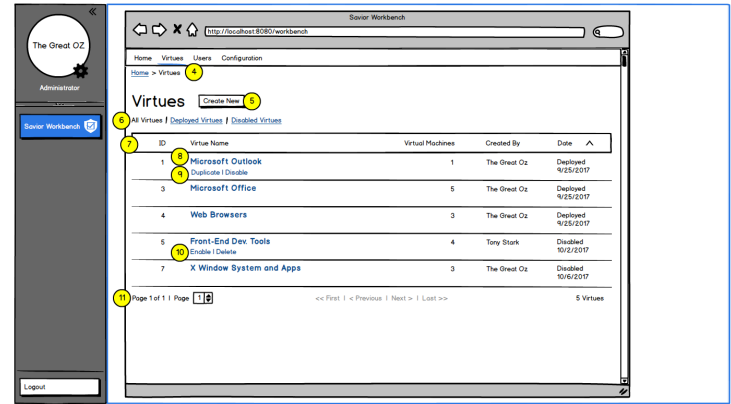 The Great OZ
Administrator
Savior Workbench
Logout
Savior Workbench
http://localhost:8080/workbench
Home Virtues Users Configuration
Home > Virtues 4
Virtues Create New 5
6 All Virtues | Deployed Virtues | Disabled Virtues
7 ID Virtue Name Virtual Machines Created By Date
8 1 Microsoft Outlook 1 The Great Oz Deployed
9 Duplicate | Disable 9/25/2017
3 Microsoft Office 5 The Great Oz Deployed
9/25/2017
4 Web Browsers 3 The Great Oz Deployed
9/25/2017
5 Front-End Dev. Tools 4 Tony Stark Disabled
10 Enable | Delete 10/2/2017
7 X Window System and Apps 3 The Great Oz Disabled
10/6/2017
11 Page 1 of 1 | Page 1 << First | < Previous | Next > | Last >> 5 Virtues